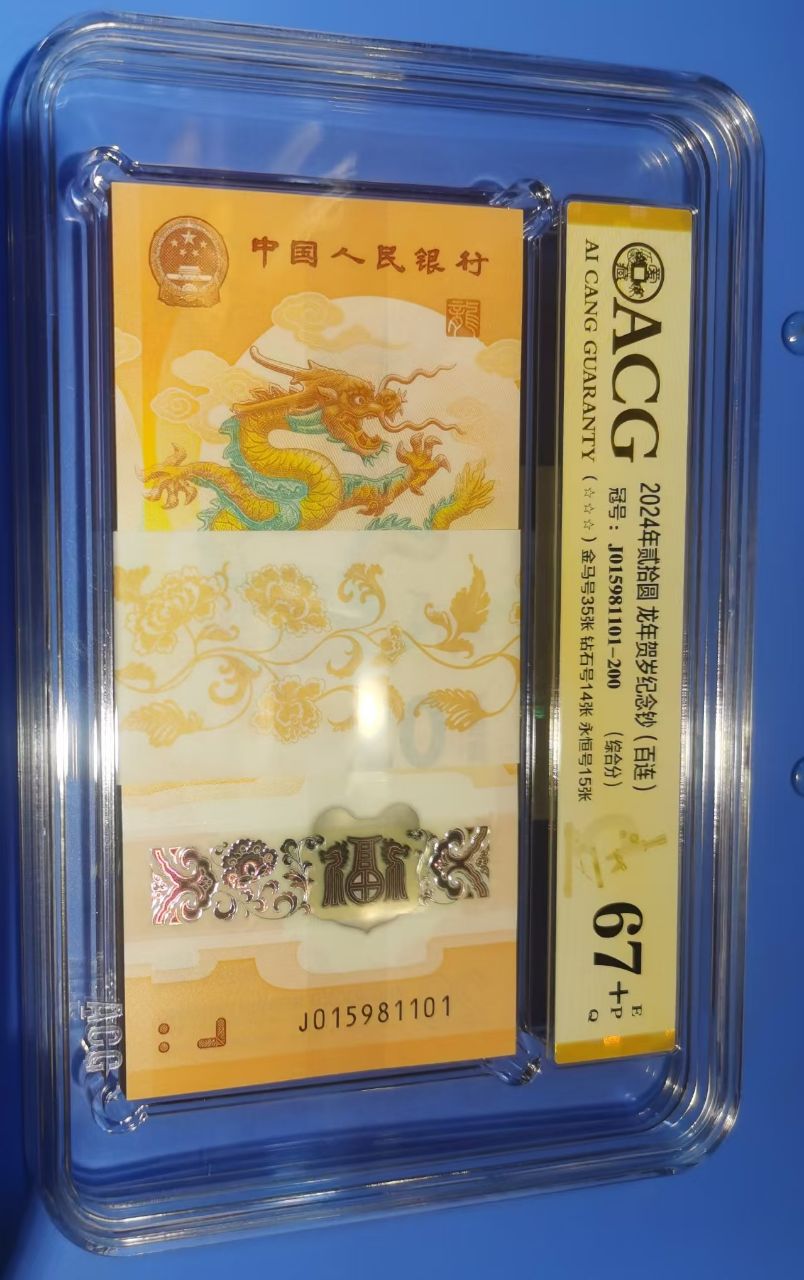 中国人民银行
龍
J015981101
ACG
AI CANG GUARANTY
2024年贰拾圆 龙年贺岁纪念钞（百连）
冠号：J015981101-200 （综合分）
（☆☆☆）金马号35张 钻石号14张 永恒号15张
67+
E
P
Q
ACG